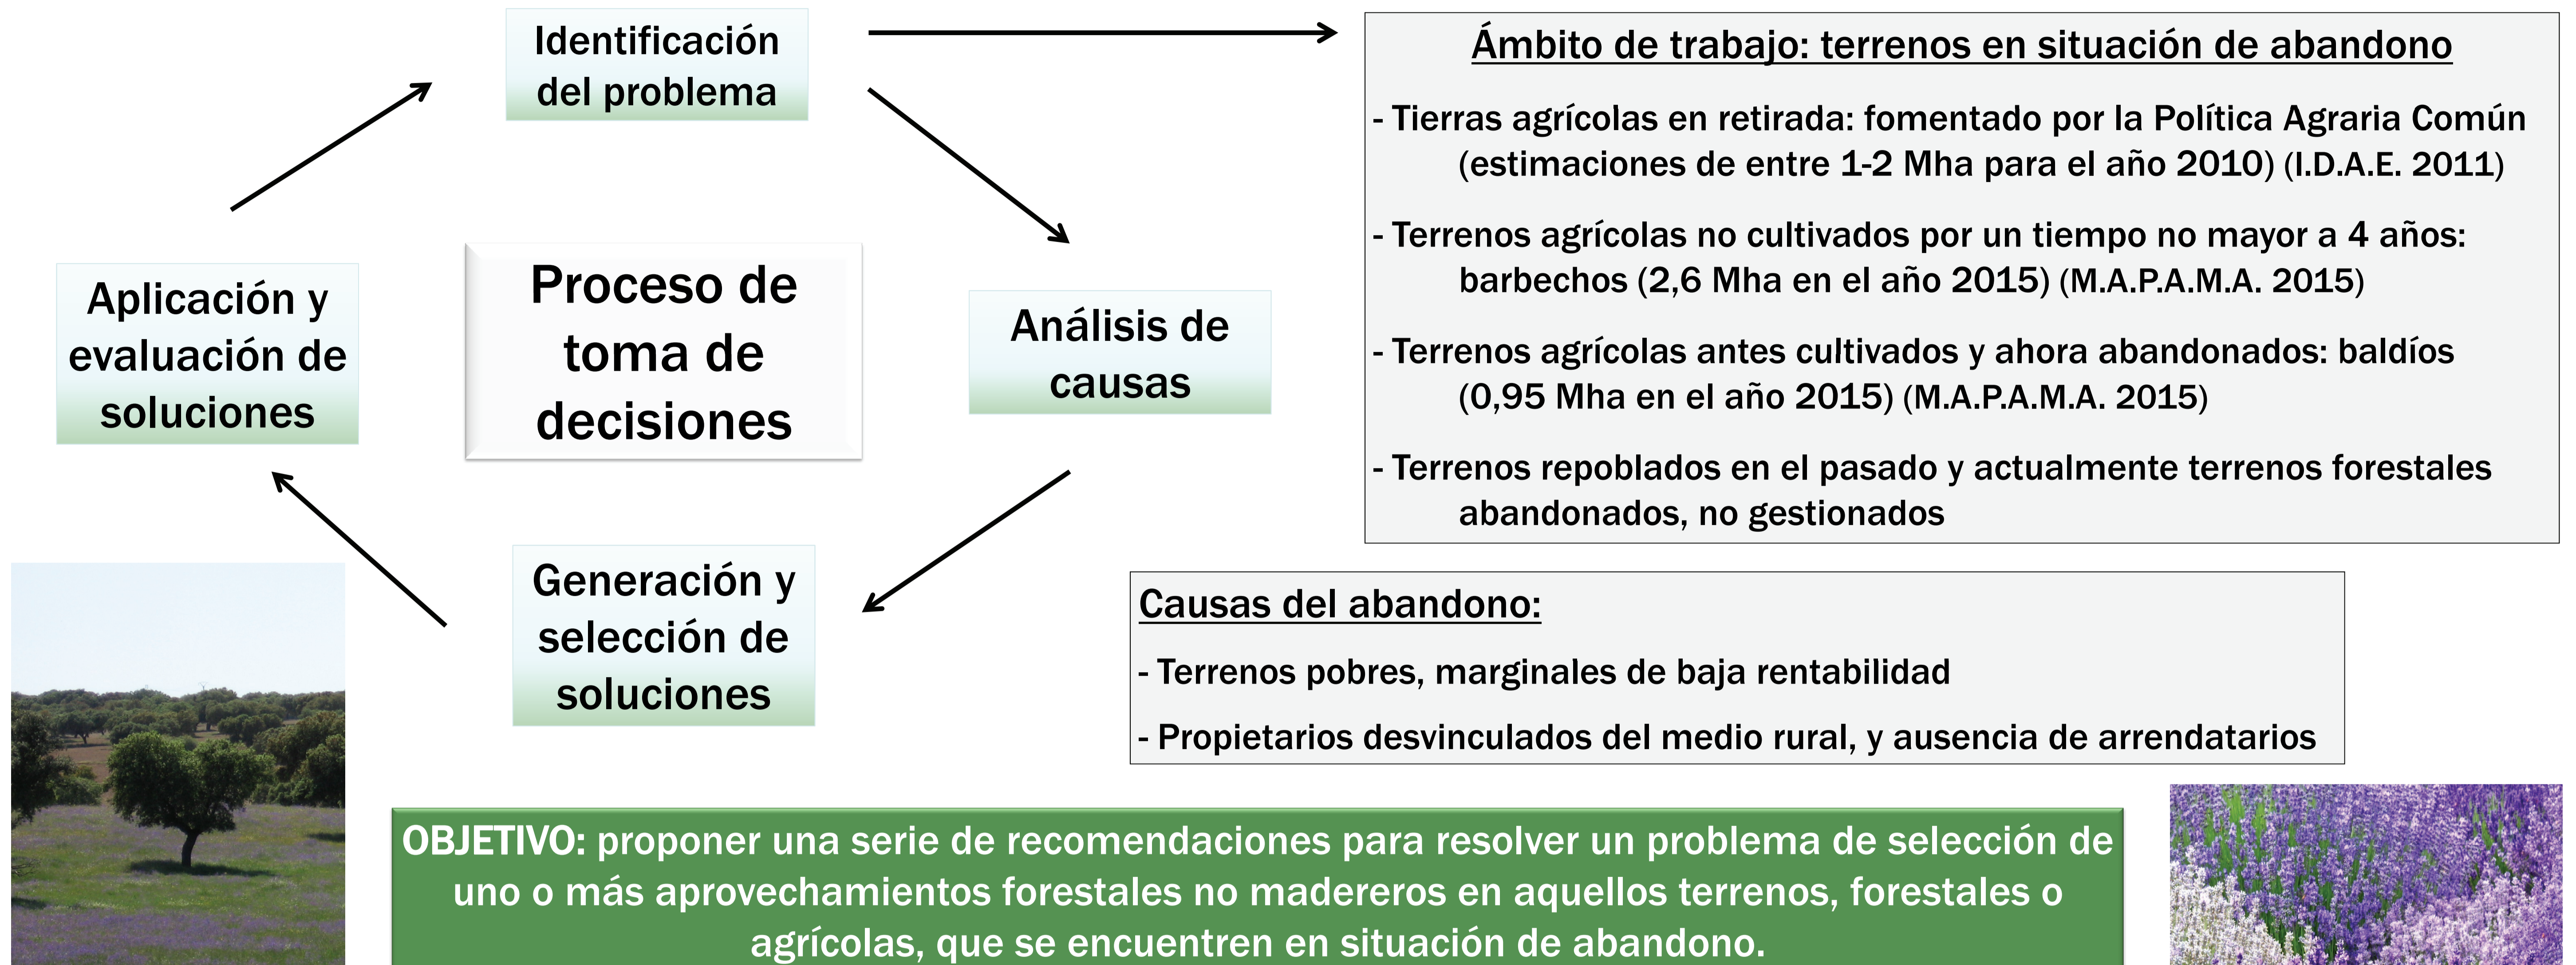 Identificación
del problema
Análisis de
causas
Generación y
selección de
soluciones
Aplicación y
evaluación de
soluciones
Proceso de
toma de
decisiones
Ámbito de trabajo: terrenos en situación de abandono
- Tierras agrícolas en retirada: fomentado por la Política Agraria Común
(estimaciones de entre 1-2 Mha para el año 2010) (I.D.A.E. 2011)
- Terrenos agrícolas no cultivados por un tiempo no mayor a 4 años:
barbechos (2,6 Mha en el año 2015) (M.A.P.A.M.A. 2015)
- Terrenos agrícolas antes cultivados y ahora abandonados: baldíos
(0,95 Mha en el año 2015) (M.A.P.A.M.A. 2015)
- Terrenos repoblados en el pasado y actualmente terrenos forestales
abandonados, no gestionados
Causas del abandono:
- Terrenos pobres, marginales de baja rentabilidad
- Propietarios desvinculados del medio rural, y ausencia de arrendatarios
OBJETIVO: proponer una serie de recomendaciones para resolver un problema de selección de
uno o más aprovechamientos forestales no madereros en aquellos terrenos, forestales o
agrícolas, que se encuentren en situación de abandono.